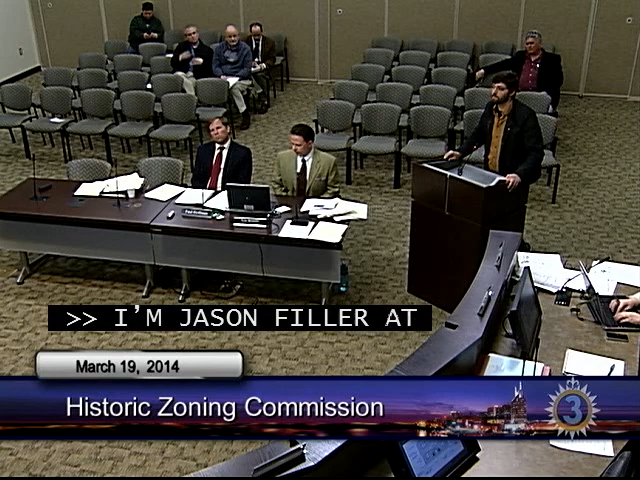 >> I'M JASON FILLER AT
March 19, 2014
Historic Zoning Commission
3